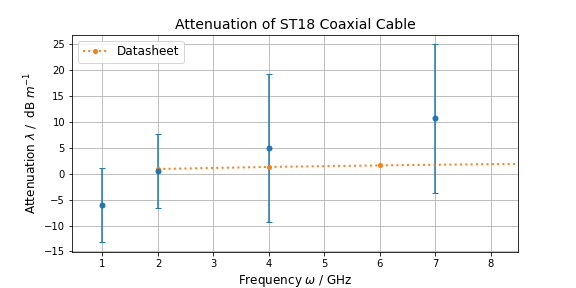 Attenuation of ST18 Coaxial Cable
Datasheet
Attenuation λ / dB m⁻¹
25
20
15
10
5
0
−5
−10
−15
1 2 3 4 5 6 7 8
Frequency ω / GHz